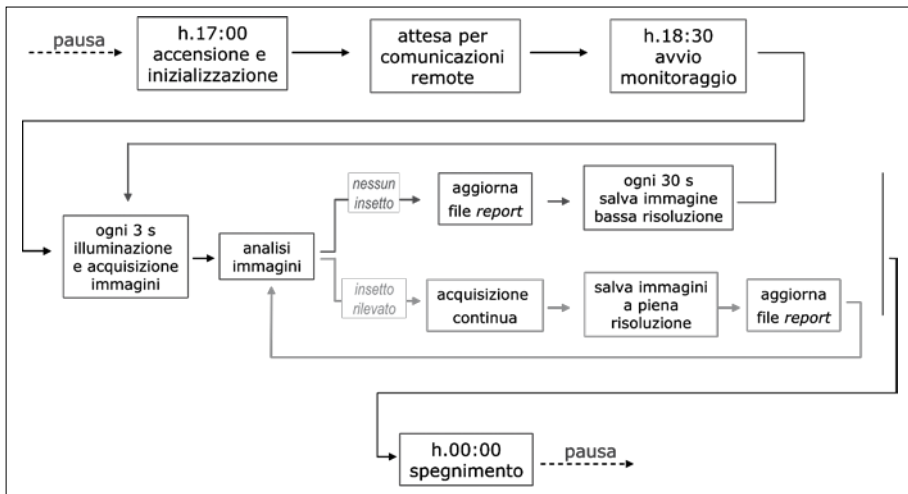 pausa
h.17:00
accensione e
inizializzazione
attesa per
comunicazioni
remote
h.18:30
avvio
monitoraggio
ogni 3 s
illuminazione
e acquisizione
immagini
analisi
immagini
nessun
insetto
aggiorna
file report
ogni 30 s
salva immagine
bassa risoluzione
insetto
rilevato
acquisizione
continua
salva immagini
a piena
risoluzione
aggiorna
file report
h.00:00
spegnimento
pausa